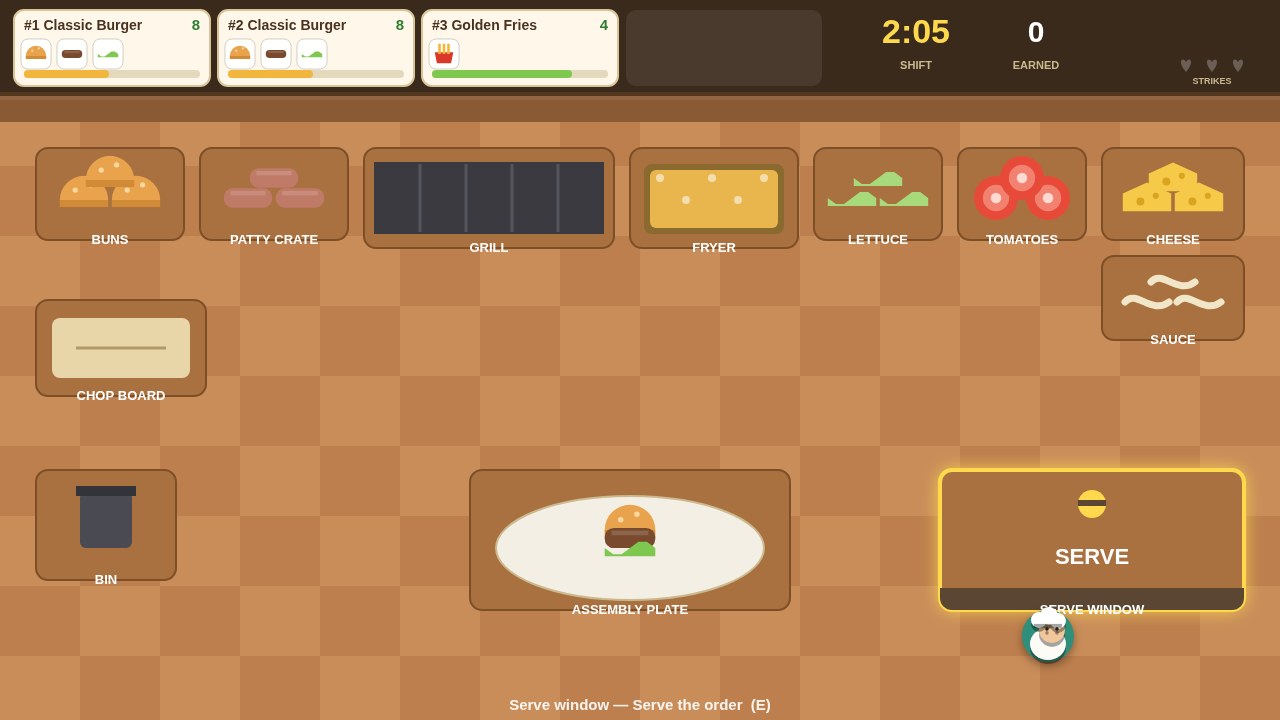 #1 Classic Burger 8
#2 Classic Burger 8
#3 Golden Fries 4
2:05
SHIFT
0
EARNED
STRIKES
BUNS
PATTY CRATE
GRILL
FRYER
LETTUCE
TOMATOES
CHEESE
SAUCE
CHOP BOARD
BIN
ASSEMBLY PLATE
SERVE
SERVE WINDOW
Serve window — Serve the order (E)